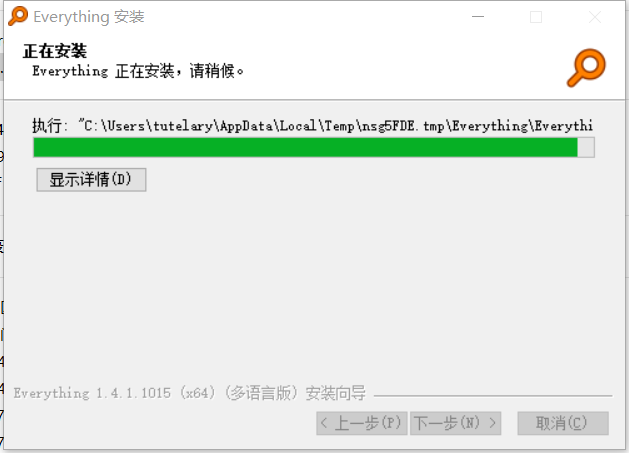 Everything 安装
正在安装
Everything 正在安装，请稍候。
执行: "C:\Users\tutelary\AppData\Local\Temp\nsg5FDE.tmp\Everything\Everythi
显示详情(D)
Everything 1.4.1.1015 (x64) (多语言版) 安装向导
< 上一步(P) 下一步(N) > 取消(C)